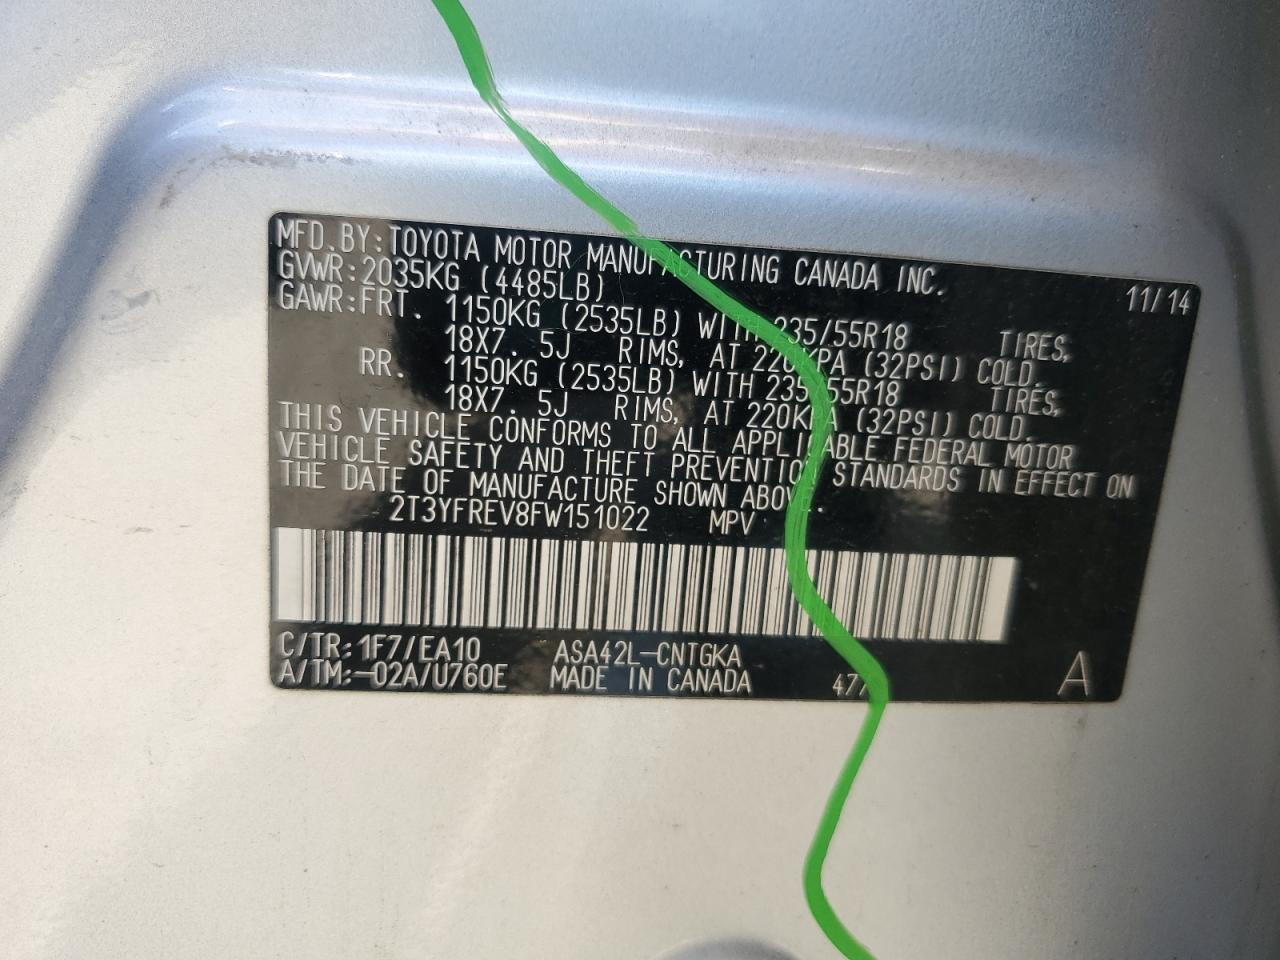 MFD.BY:TOYOTA MOTOR MANUFACTURING CANADA INC. 11/14
GVWR:2035KG (4485LB)
GAWR:FRT. 1150KG (2535LB) WITH 235/55R18 TIRES,
18X7.5J RIMS, AT 220KPA (32PSI) COLD.
RR. 1150KG (2535LB) WITH 235/55R18 TIRES,
18X7.5J RIMS, AT 220KPA (32PSI) COLD.
THIS VEHICLE CONFORMS TO ALL APPLICABLE FEDERAL MOTOR
VEHICLE SAFETY AND THEFT PREVENTION STANDARDS IN EFFECT ON
THE DATE OF MANUFACTURE SHOWN ABOVE.
2T3YFREV8FW151022 MPV
C/TR:1F7/EA10 ASA42L-CNTGKA
A/TM:-02A/U760E MADE IN CANADA A